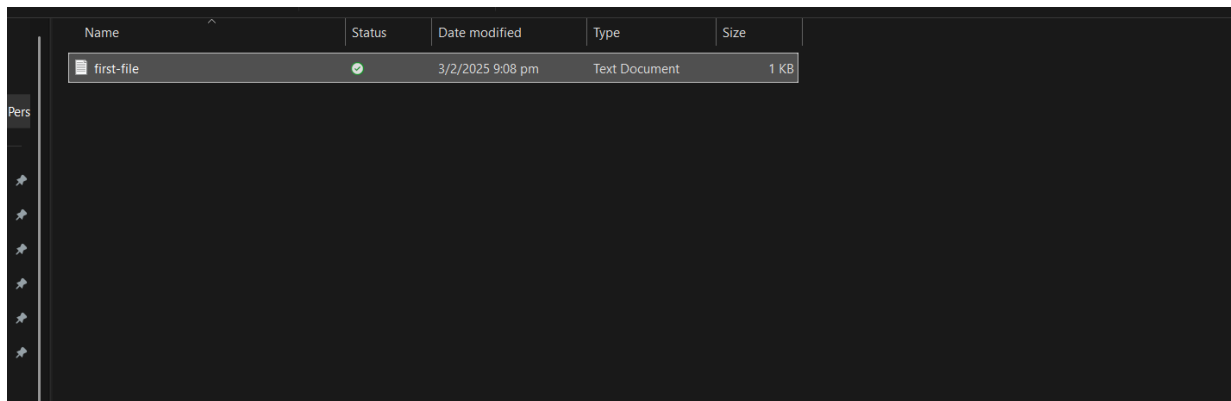 Name Status Date modified Type Size
first-file 3/2/2025 9:08 pm Text Document 1 KB
Pers